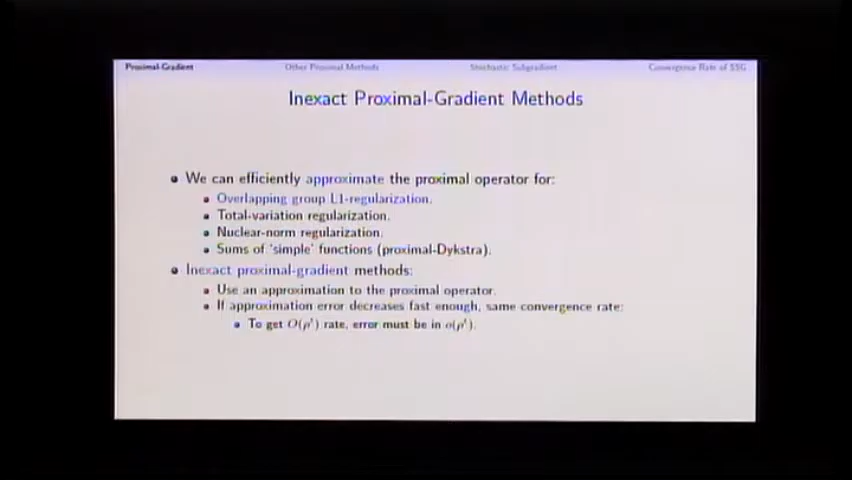 Proximal-Gradient Other Proximal Methods Stochastic Subgradient Convergence Rate of SSG
Inexact Proximal-Gradient Methods
We can efficiently approximate the proximal operator for:
Overlapping group L1-regularization.
Total-variation regularization.
Nuclear-norm regularization.
Sums of 'simple' functions (proximal-Dykstra).
Inexact proximal-gradient methods:
Use an approximation to the proximal operator.
If approximation error decreases fast enough, same convergence rate:
To get O(ρᵗ) rate, error must be in o(ρᵗ).